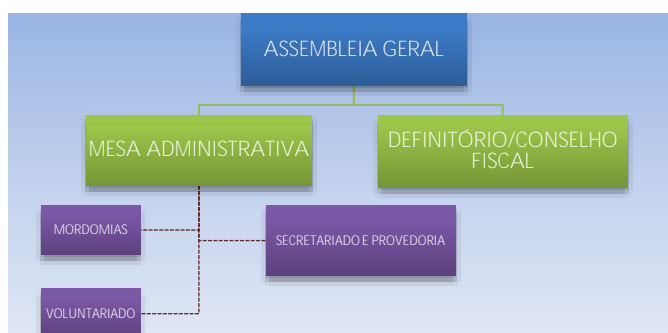 ASSEMBLEIA GERAL
MESA ADMINISTRATIVA
DEFINITÓRIO/CONSELHO
FISCAL
MORDOMIAS
SECRETARIADO E PROVEDORIA
VOLUNTARIADO